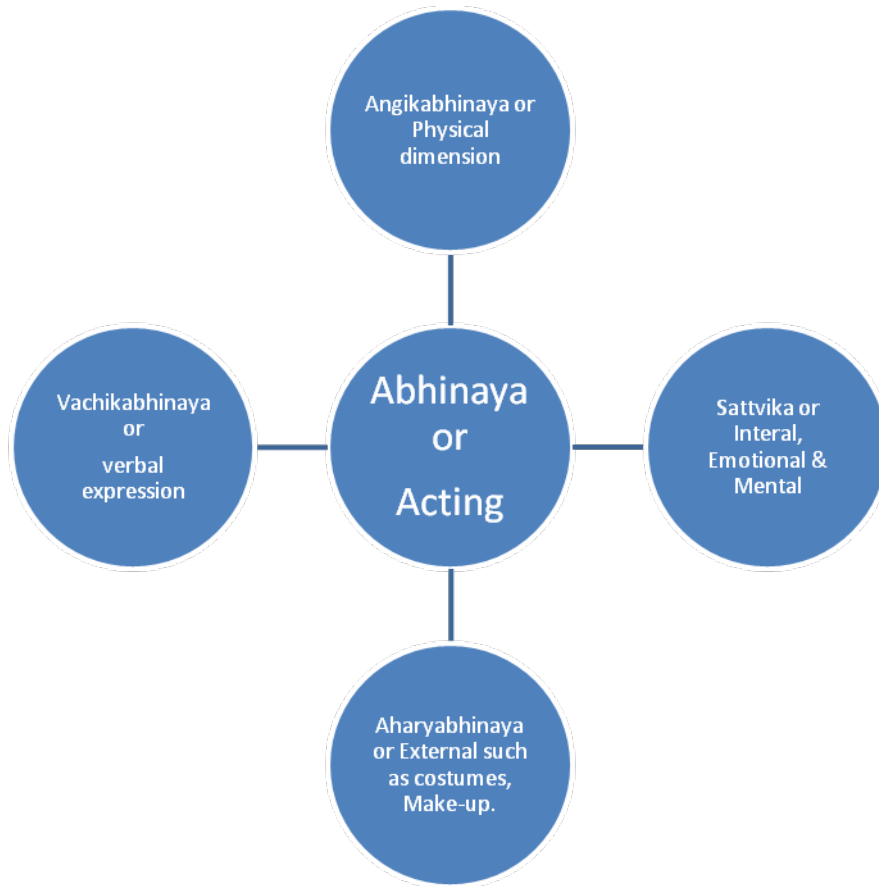 Angikabhinaya or
Physical
dimension
Vachikabhinaya
or
verbal
expression
Abhinaya
or
Acting
Sattvika or
Interal,
Emotional &
Mental
Aharyabhinaya
or External such
as costumes,
Make-up.